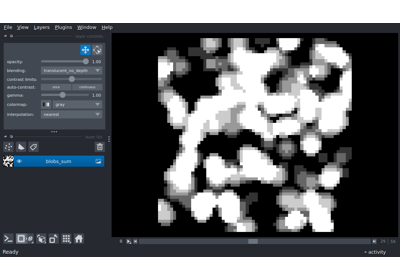 File View Layers Plugins Window Help
opacity: 1.00
blending: translucent_no_depth
contrast limits:
auto-contrast: once continuous
gamma: 1.00
colormap: gray
interpolation: nearest
blobs_sum
Ready activity